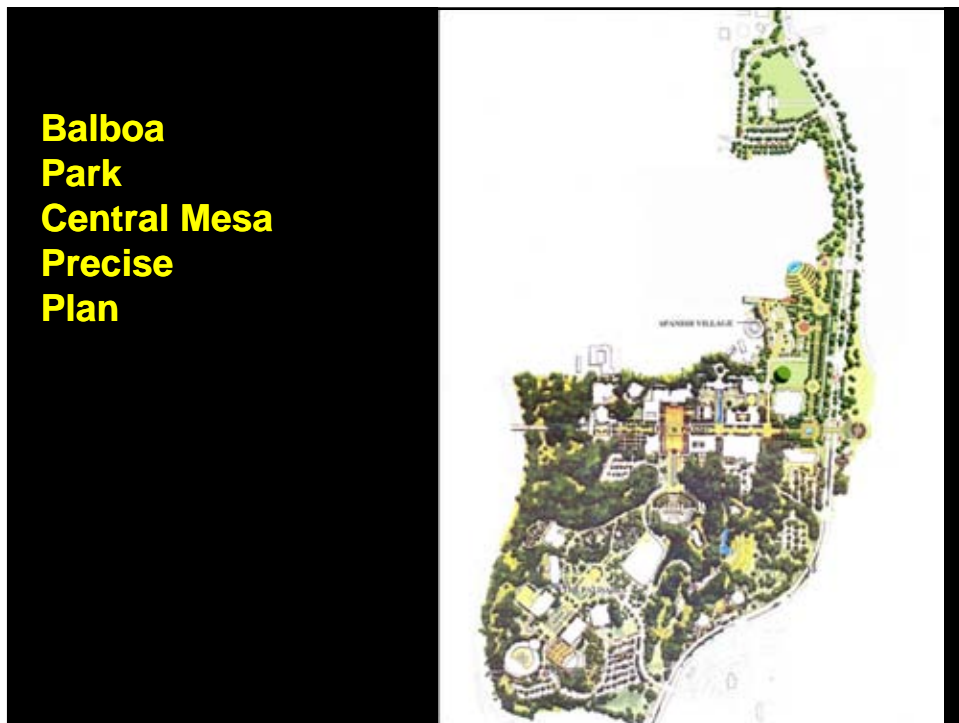 Balboa
Park
Central Mesa
Precise
Plan
SPANISH VILLAGE